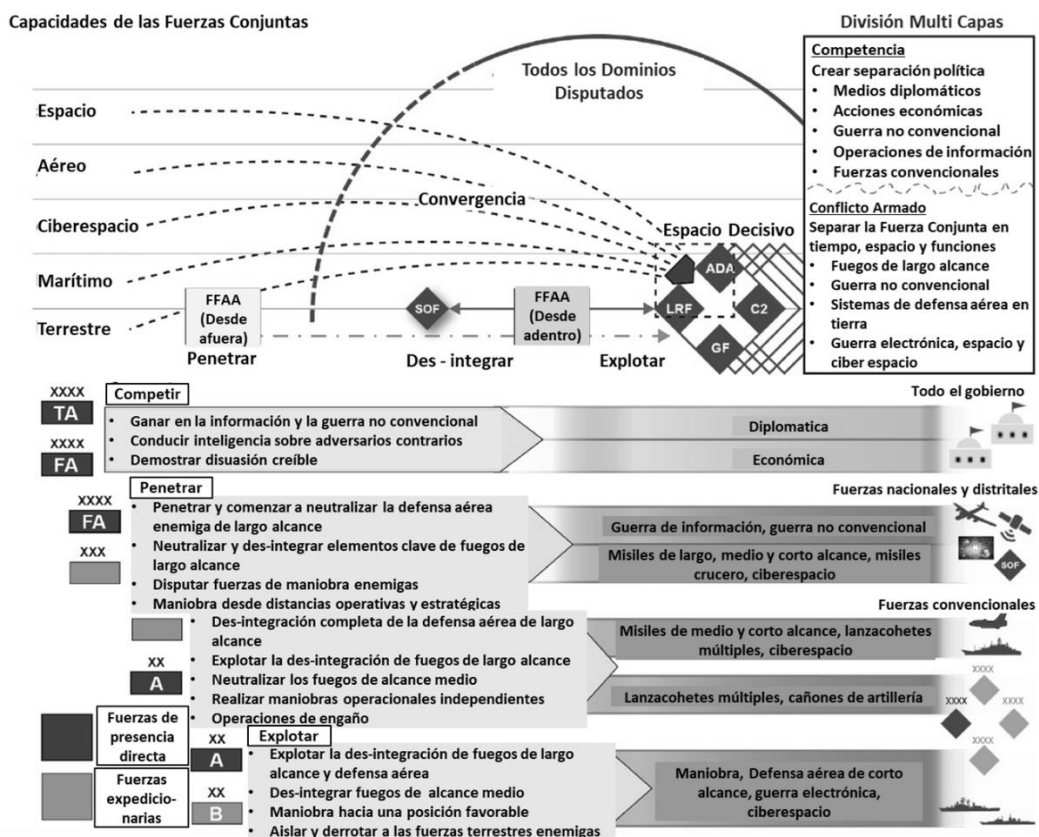 Capacidades de las Fuerzas Conjuntas
División Multi Capas
Todos los Dominios
Disputados
Espacio
Aéreo
Ciberespacio
Marítimo
Terrestre
Convergencia
Espacio Decisivo
FFAA
(Desde
afuera)
SOF
FFAA
(Desde
adentro)
ADA
LRF
C2
GF
Penetrar
Des - integrar
Explotar
Competencia
Crear separación política
• Medios diplomáticos
• Acciones económicas
• Guerra no convencional
• Operaciones de información
• Fuerzas convencionales
Conflicto Armado
Separar la Fuerza Conjunta en
tiempo, espacio y funciones
• Fuegos de largo alcance
• Guerra no convencional
• Sistemas de defensa aérea en
tierra
• Guerra electrónica, espacio y
ciber espacio
XXXX
TA
XXXX
FA
Competir
• Ganar en la información y la guerra no convencional
• Conducir inteligencia sobre adversarios contrarios
• Demostrar disuasión creíble
Diplomatica
Económica
Todo el gobierno
XXXX
FA
XXX
Penetrar
• Penetrar y comenzar a neutralizar la defensa aérea
enemiga de largo alcance
• Neutralizar y des-integrar elementos clave de fuegos de
largo alcance
• Disputar fuerzas de maniobra enemigas
• Maniobra desde distancias operativas y estratégicas
Guerra de información, guerra no convencional
Misiles de largo, medio y corto alcance, misiles
crucero, ciberespacio
Fuerzas nacionales y distritales
SOF
XX
A
• Des-integración completa de la defensa aérea de largo
alcance
• Explotar la des-integración de fuegos de largo alcance
• Neutralizar los fuegos de alcance medio
• Realizar maniobras operacionales independientes
• Operaciones de engaño
Misiles de medio y corto alcance, lanzacohetes
múltiples, ciberespacio
Lanzacohetes múltiples, cañones de artillería
Fuerzas convencionales
XXXX
XXXX
XXXX
XXXX
Fuerzas de
presencia
directa
Fuerzas
expedicio-
narias
XX
A
XX
B
Explotar
• Explotar la des-integración de fuegos de largo
alcance y defensa aérea
• Des-integrar fuegos de alcance medio
• Maniobra hacia una posición favorable
• Aislar y derrotar a las fuerzas terrestres enemigas
Maniobra, Defensa aérea de corto
alcance, guerra electrónica,
ciberespacio